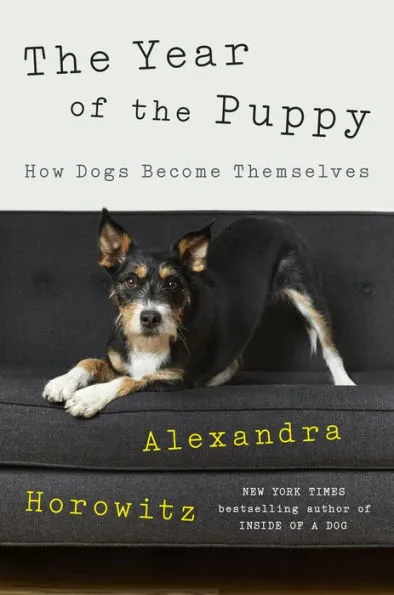 The Year
of the Puppy
How Dogs Become Themselves
Alexandra
Horowitz
NEW YORK TIMES
bestselling author of
INSIDE OF A DOG